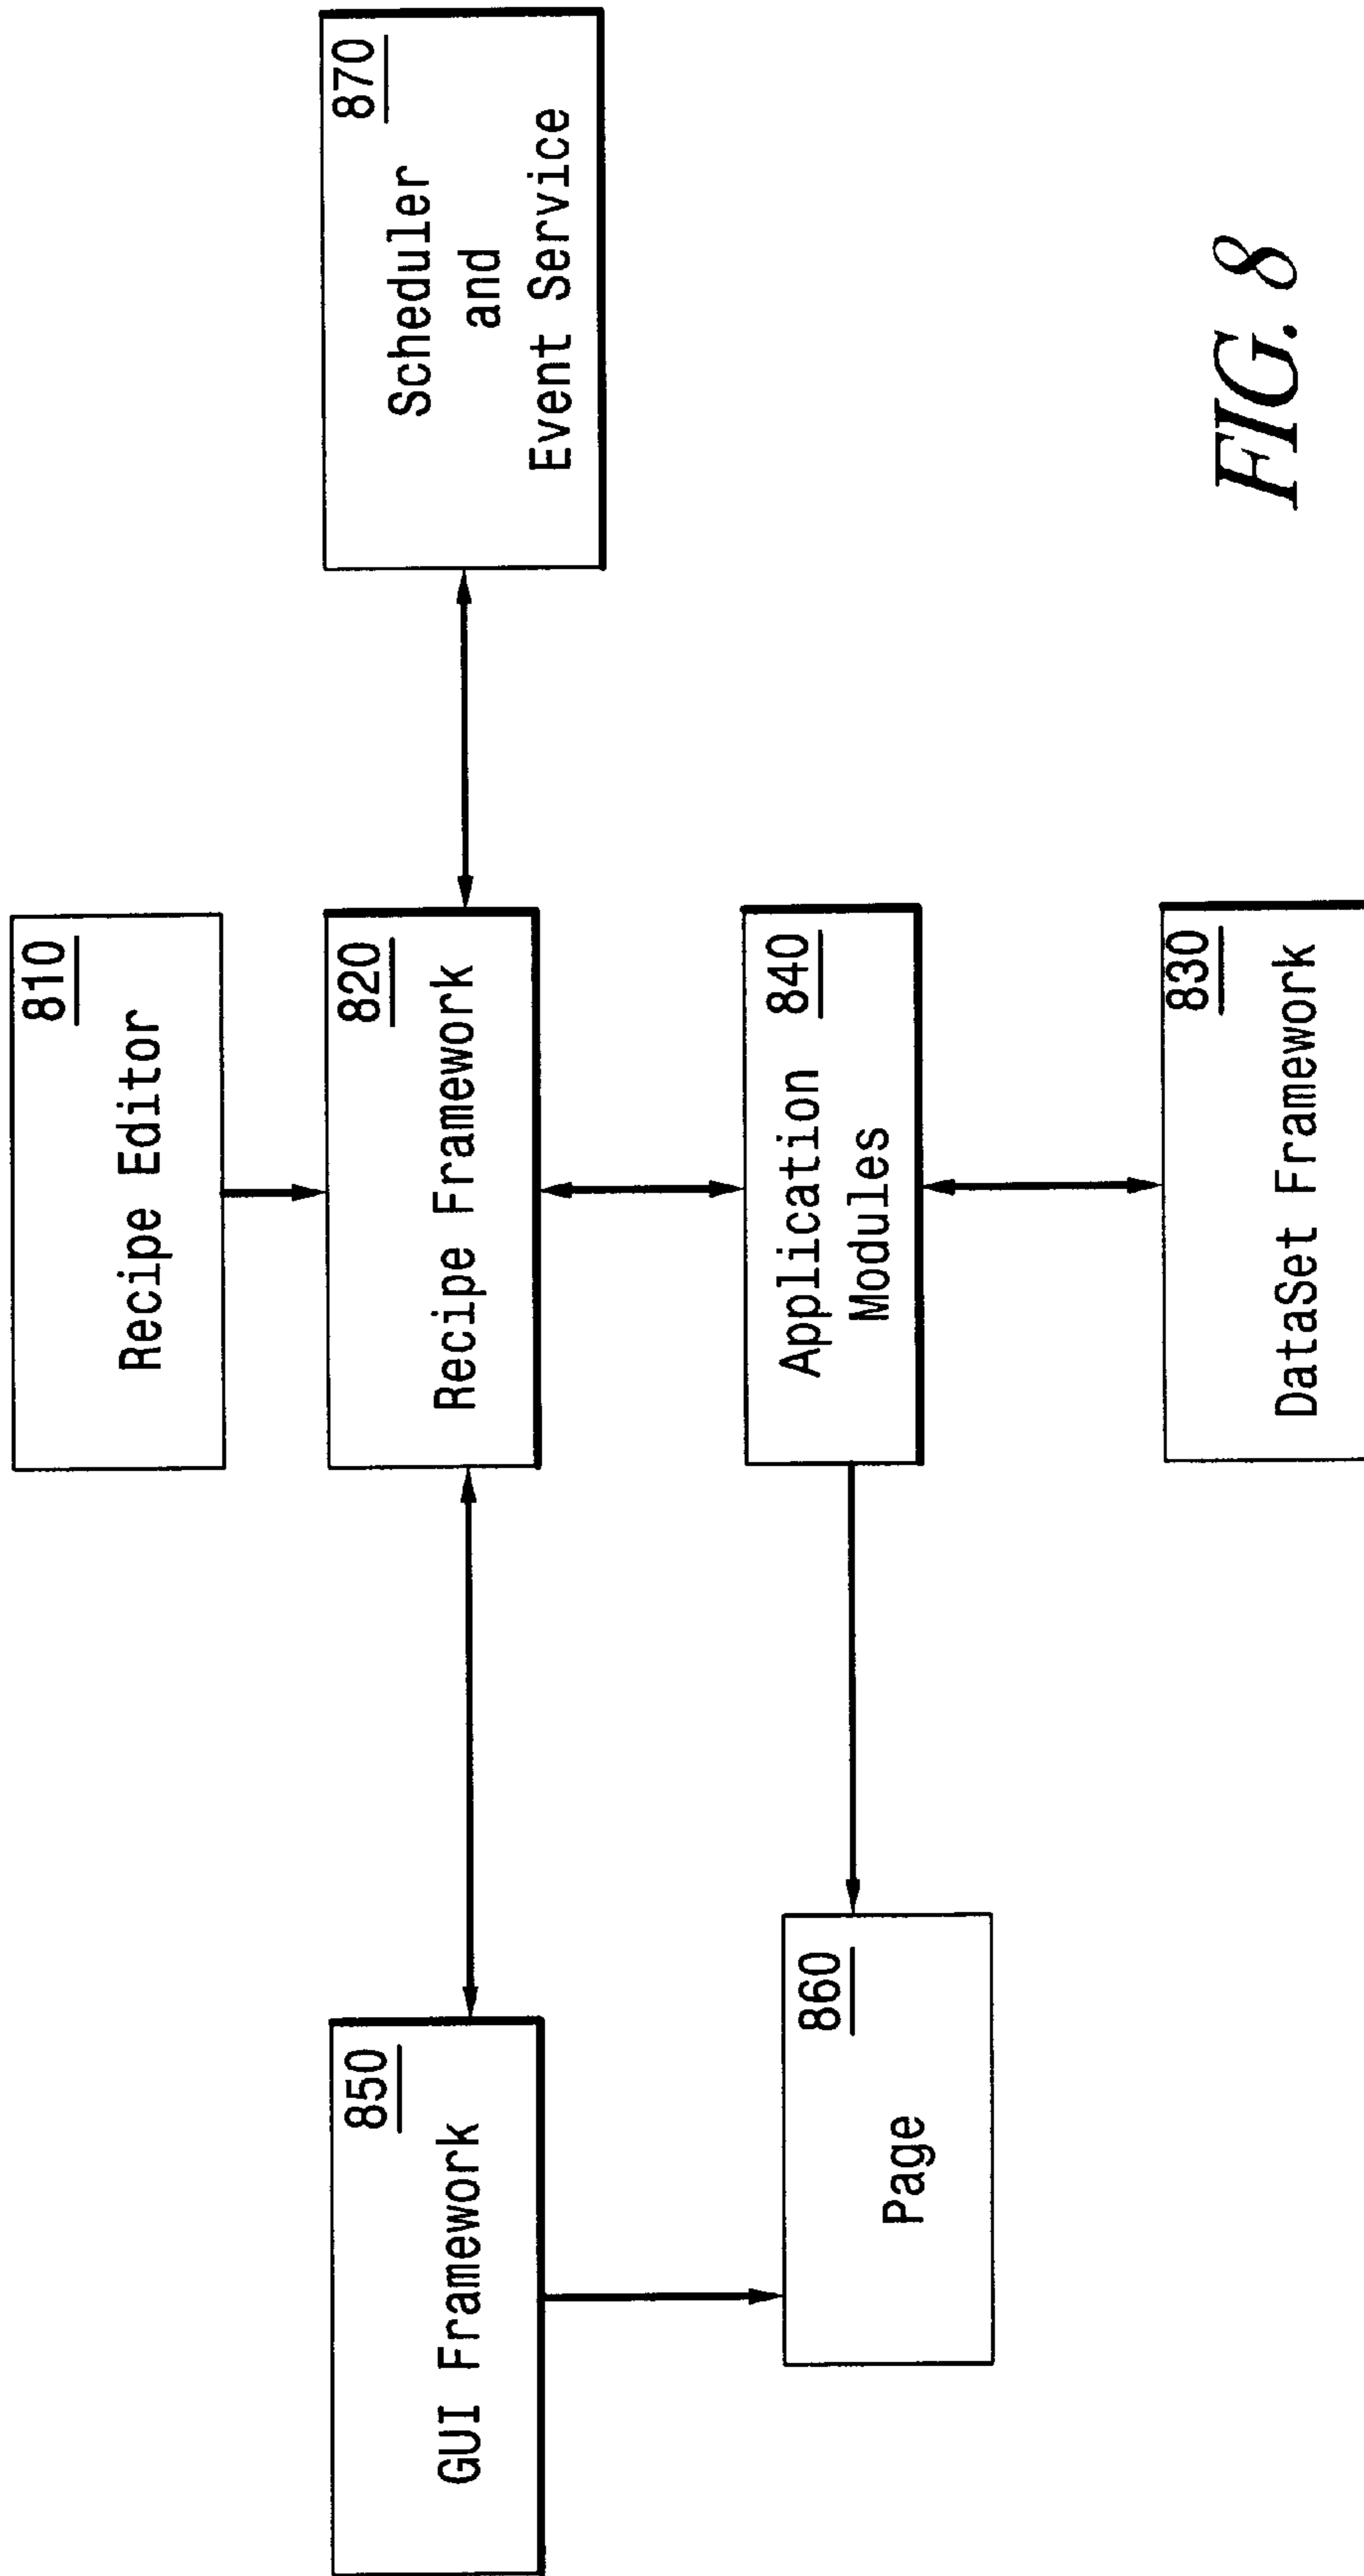 810
Recipe Editor
850
GUI Framework
820
Recipe Framework
870
Scheduler
and
Event Service
860
Page
840
Application
Modules
830
DataSet Framework
FIG. 8